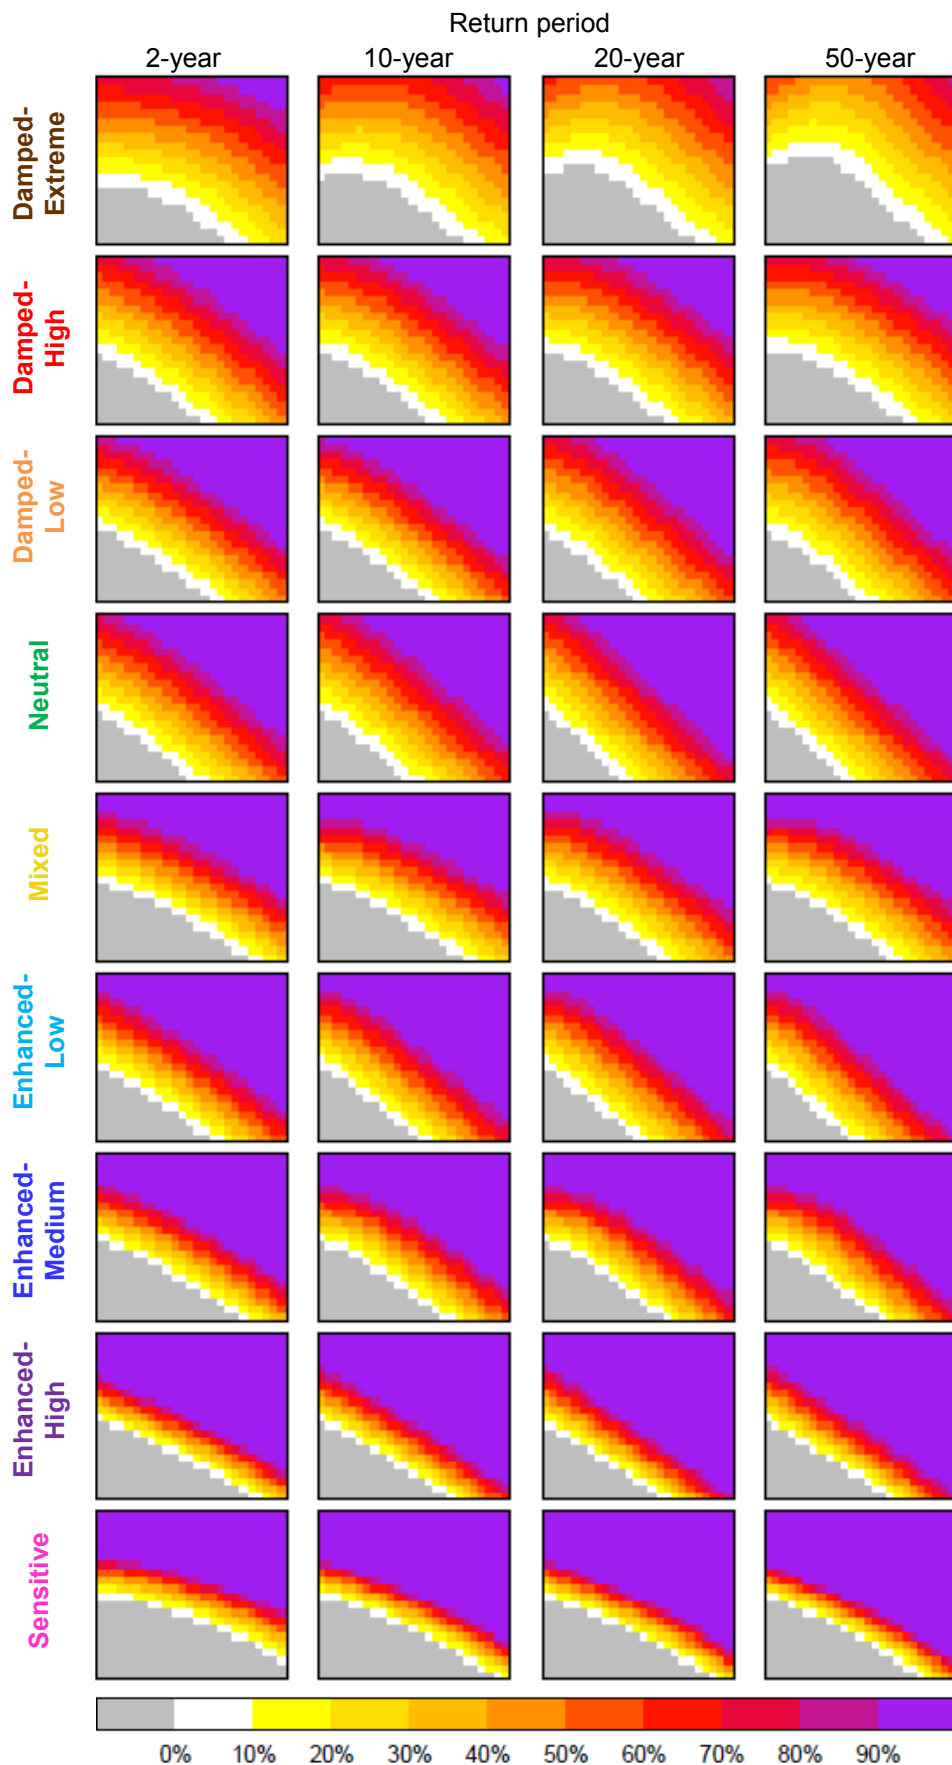 Return period
2-year 10-year 20-year 50-year
Damped-
Extreme
Damped-
High
Damped-
Low
Neutral
Mixed
Enhanced-
Low
Enhanced-
Medium
Enhanced-
High
Sensitive
0% 10% 20% 30% 40% 50% 60% 70% 80% 90%